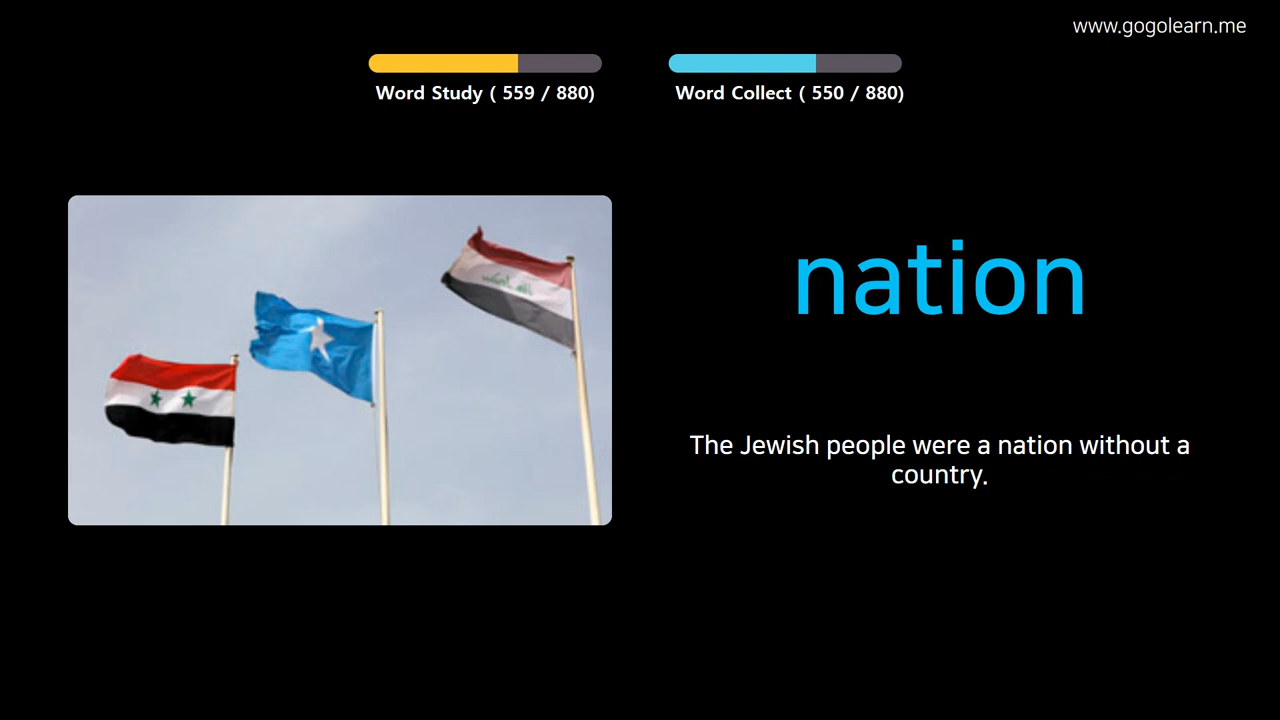 www.gogolearn.me
Word Study ( 559 / 880)
Word Collect ( 550 / 880)
nation
The Jewish people were a nation without a
country.